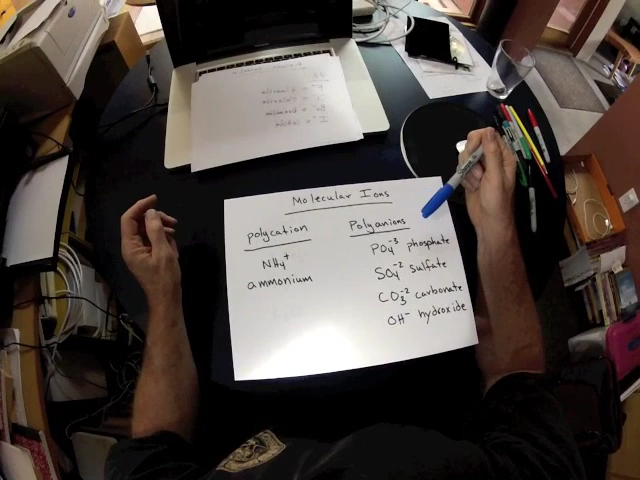 Molecular Ions
polycation
Polyanions
NH4+
ammonium
PO4-3 phosphate
SO4-2 sulfate
CO3-2 carbonate
OH- hydroxide